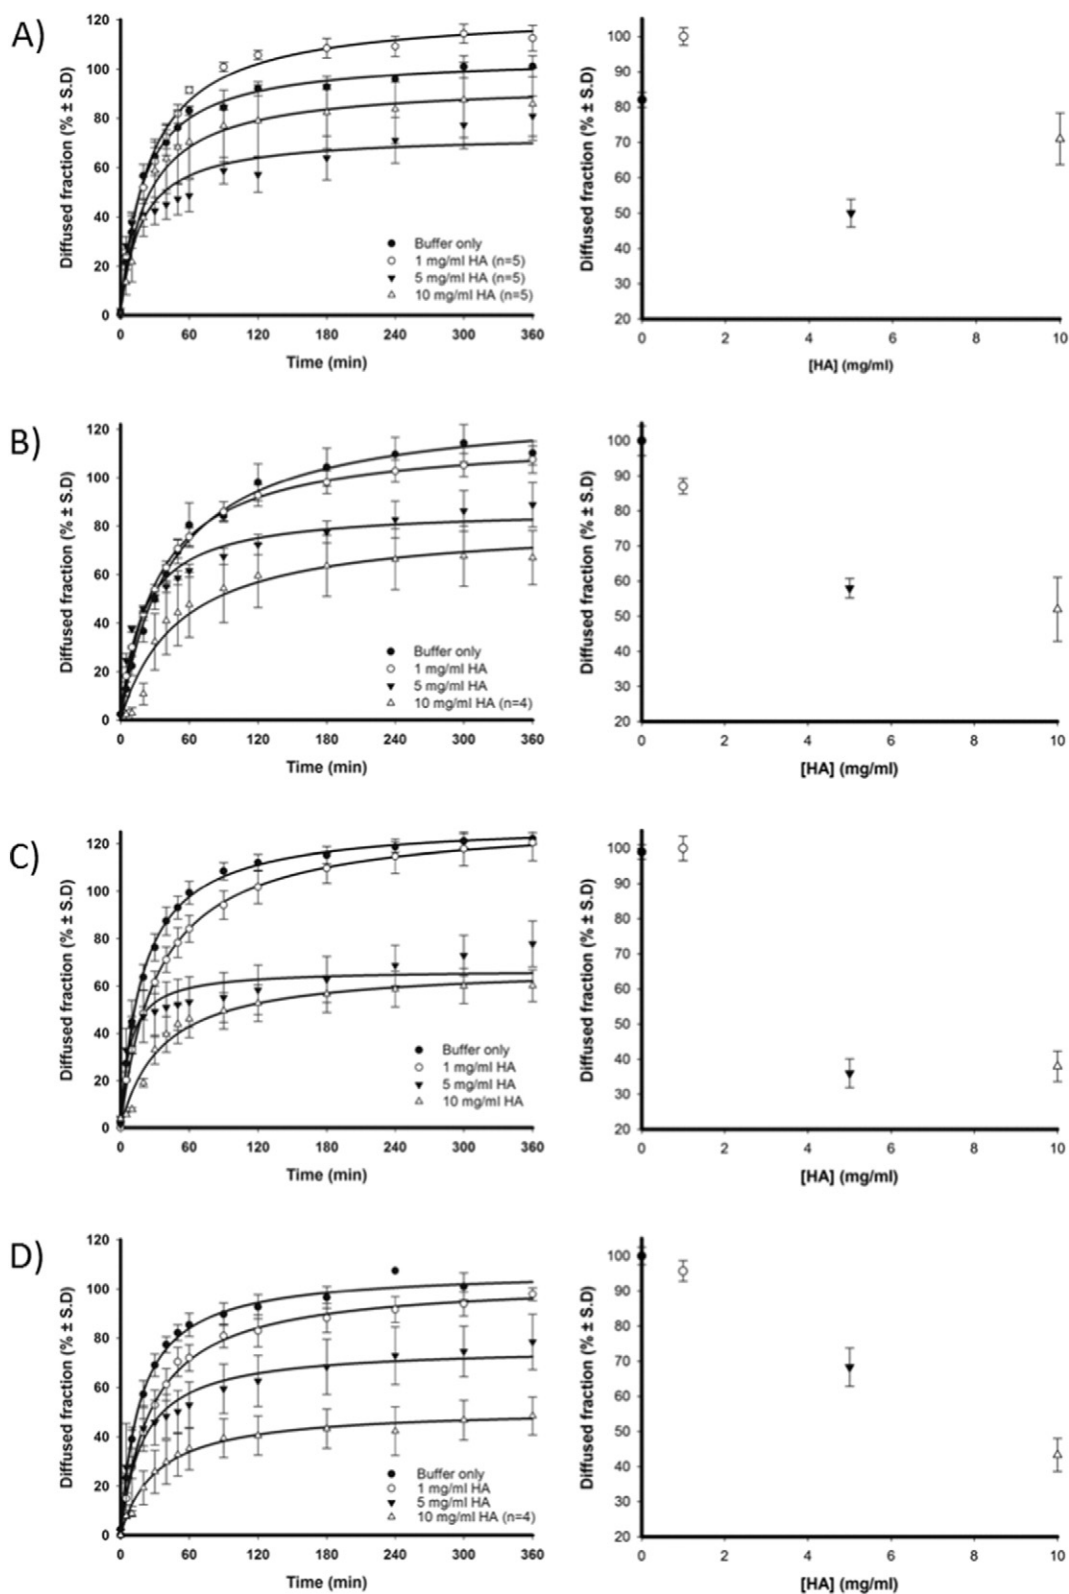 A)
Diffused fraction (% ± S.D)
120
100
80
60
40
20
0
0 60 120 180 240 300 360
Time (min)
Buffer only
1 mg/ml HA (n=5)
5 mg/ml HA (n=5)
10 mg/ml HA (n=5)
Diffused fraction (% ± S.D)
100
90
80
70
60
50
40
30
20
0 2 4 6 8 10
[HA] (mg/ml)
B)
Diffused fraction (% ± S.D)
120
100
80
60
40
20
0
0 60 120 180 240 300 360
Time (min)
Buffer only
1 mg/ml HA
5 mg/ml HA
10 mg/ml HA (n=4)
Diffused fraction (% ± S.D)
100
90
80
70
60
50
40
30
20
0 2 4 6 8 10
[HA] (mg/ml)
C)
Diffused fraction (% ± S.D)
120
100
80
60
40
20
0
0 60 120 180 240 300 360
Time (min)
Buffer only
1 mg/ml HA
5 mg/ml HA
10 mg/ml HA
Diffused fraction (% ± S.D)
100
90
80
70
60
50
40
30
20
0 2 4 6 8 10
[HA] (mg/ml)
D)
Diffused fraction (% ± S.D)
120
100
80
60
40
20
0
0 60 120 180 240 300 360
Time (min)
Buffer only
1 mg/ml HA
5 mg/ml HA
10 mg/ml HA (n=4)
Diffused fraction (% ± S.D)
100
90
80
70
60
50
40
30
20
0 2 4 6 8 10
[HA] (mg/ml)